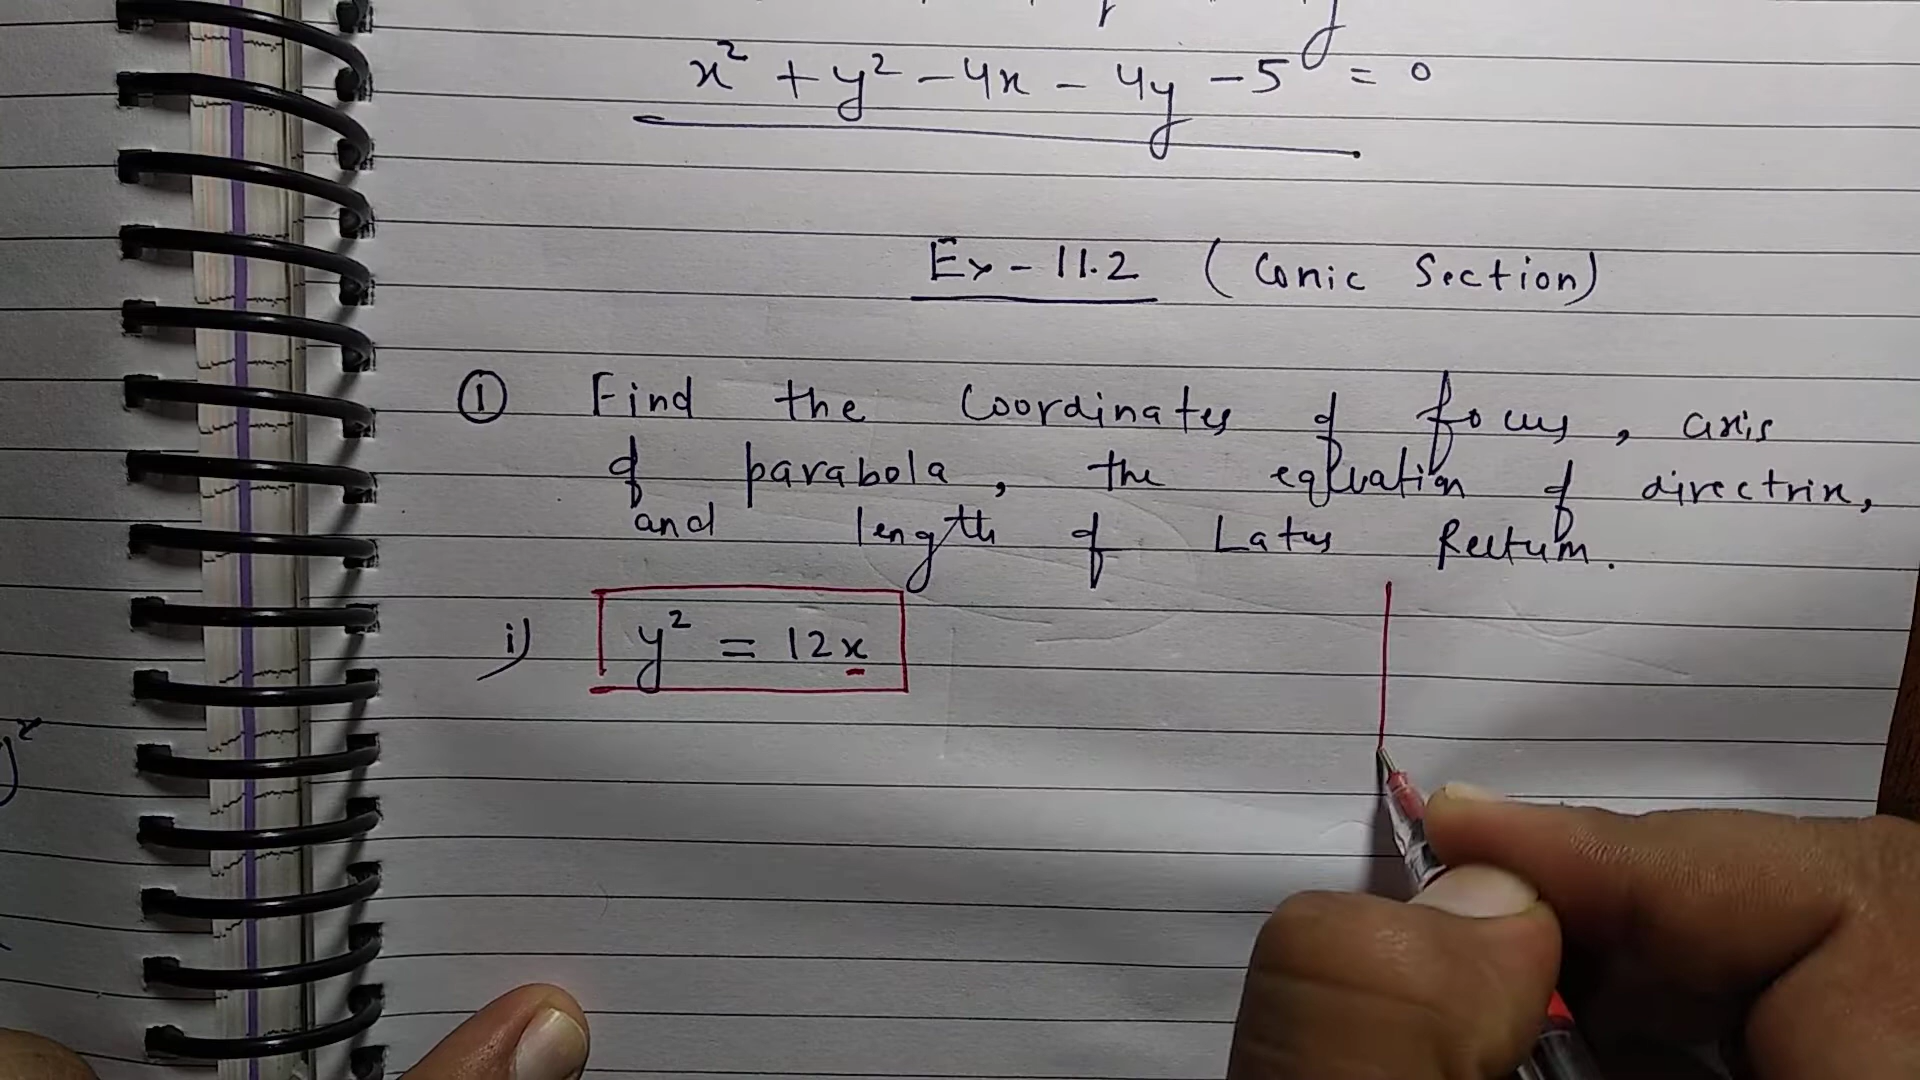 x² + y² - 4x - 4y - 5 = 0
Ex - 11.2 (Conic Section)
① Find the Coordinates of focus, axis
of parabola, the equation of directrix,
and length of Latus Rectum.
i) y² = 12x